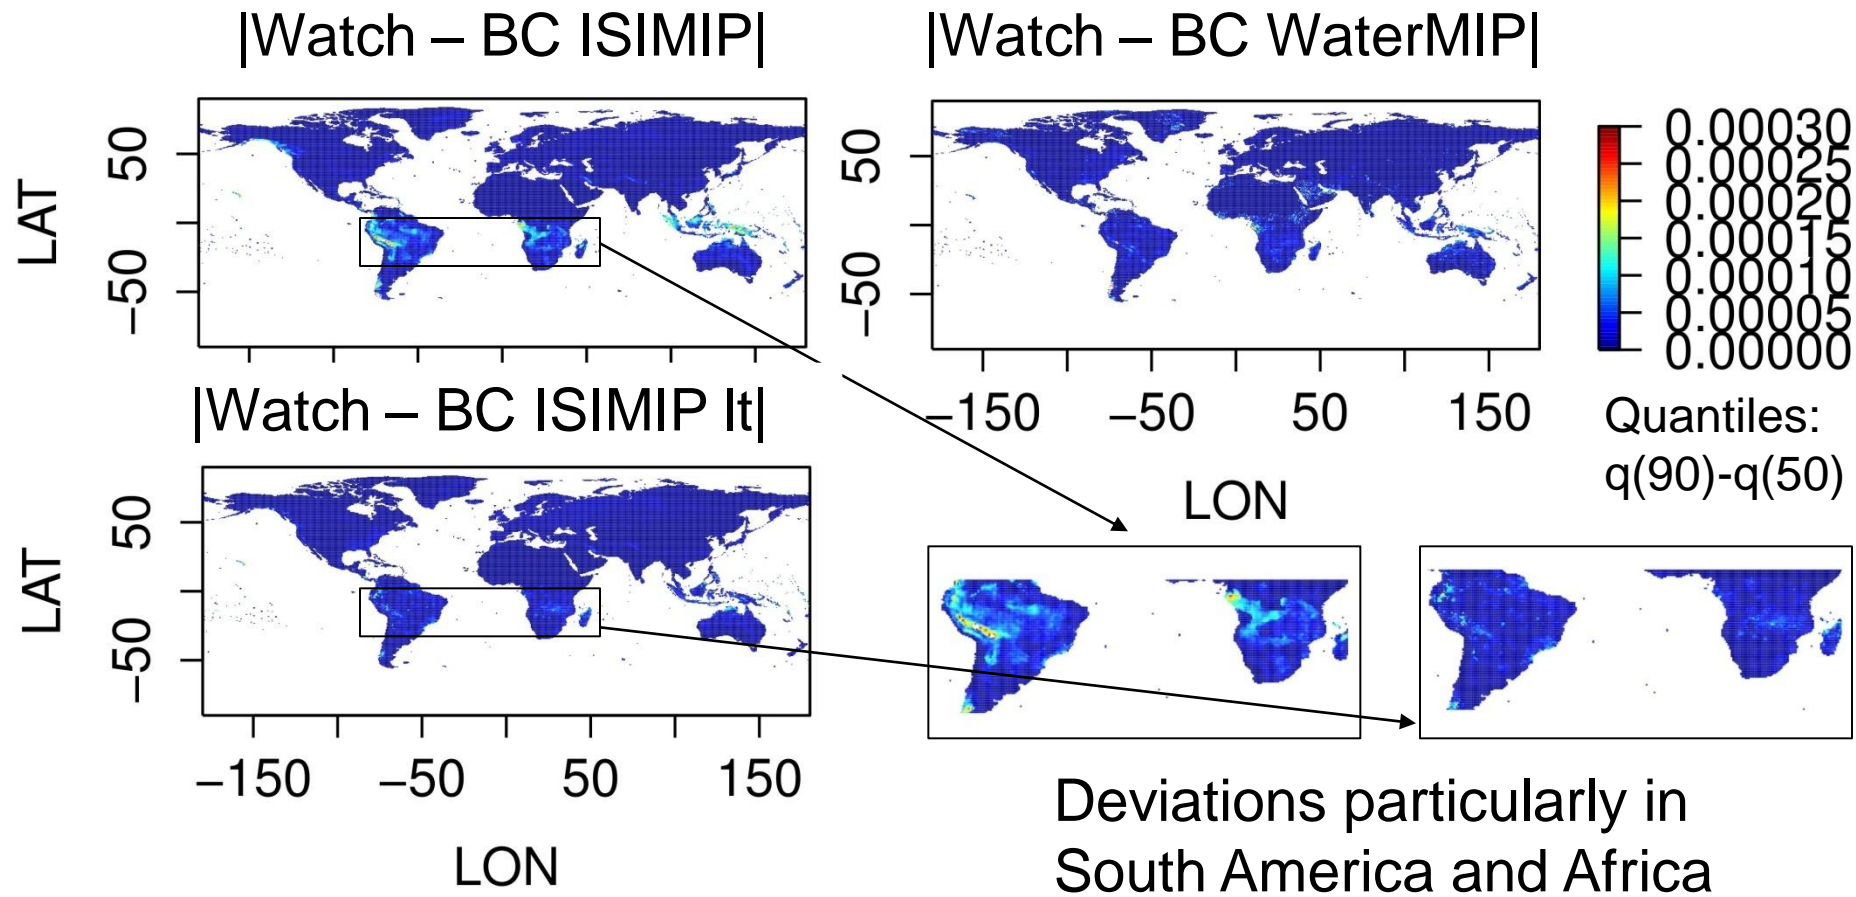 |Watch – BC ISIMIP|
|Watch – BC WaterMIP|
LAT
50
−50
50
−50
0.00030
0.00025
0.00020
0.00015
0.00010
0.00005
0.00000
−150 −50 50 150
LON
Quantiles:
q(90)-q(50)
|Watch – BC ISIMIP lt|
LAT
50
−50
−150 −50 50 150
LON
Deviations particularly in
South America and Africa